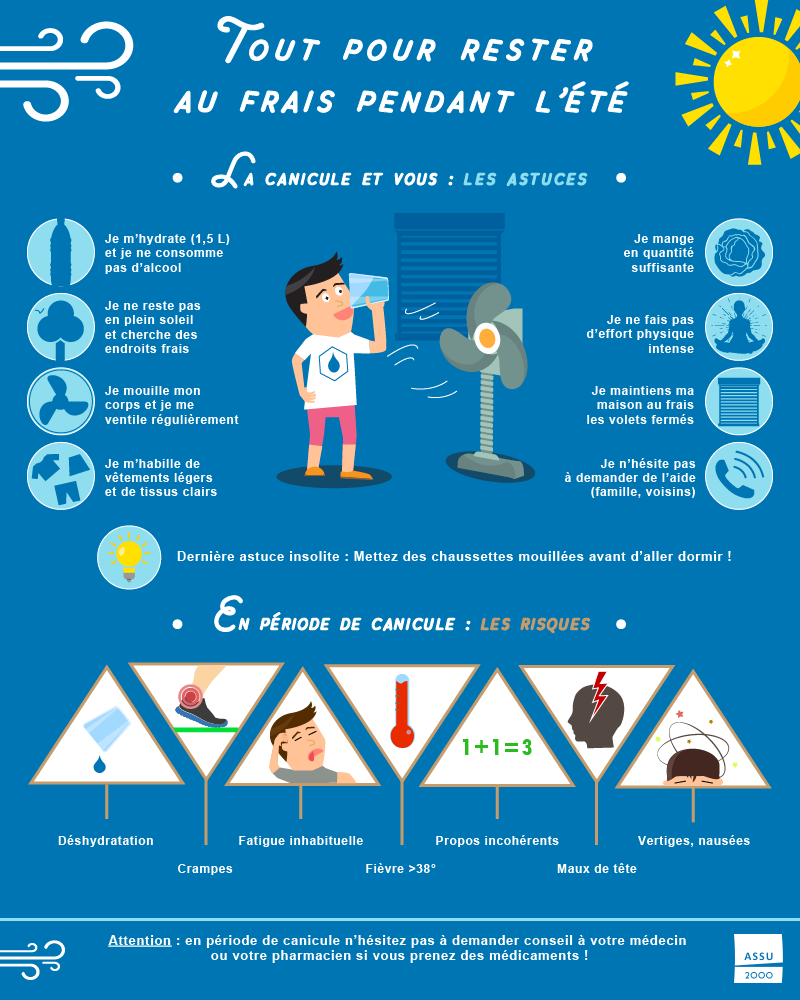 Tout pour rester
au frais pendant l'été
La canicule et vous : les astuces
Je m'hydrate (1,5 L)
et je ne consomme
pas d'alcool
Je ne reste pas
en plein soleil
et cherche des
endroits frais
Je mouille mon
corps et je me
ventile régulièrement
Je m'habille de
vêtements légers
et de tissus clairs
Je mange
en quantité
suffisante
Je ne fais pas
d'effort physique
intense
Je maintiens ma
maison au frais
les volets fermés
Je n'hésite pas
à demander de l'aide
(famille, voisins)
Dernière astuce insolite : Mettez des chaussettes mouillées avant d'aller dormir !
En période de canicule : les risques
1+1=3
Déshydratation
Crampes
Fatigue inhabituelle
Fièvre >38°
Propos incohérents
Maux de tête
Vertiges, nausées
Attention : en période de canicule n'hésitez pas à demander conseil à votre médecin
ou votre pharmacien si vous prenez des médicaments !
ASSU
2000